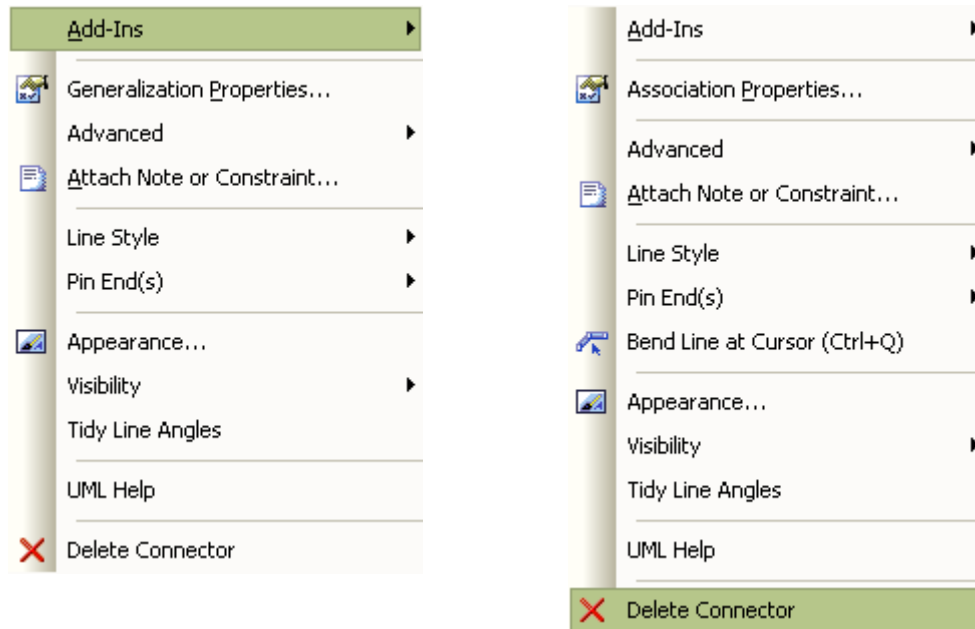 Add-Ins
Generalization Properties...
Advanced
Attach Note or Constraint...
Line Style
Pin End(s)
Appearance...
Visibility
Tidy Line Angles
UML Help
Delete Connector
Add-Ins
Association Properties...
Advanced
Attach Note or Constraint...
Line Style
Pin End(s)
Bend Line at Cursor (Ctrl+Q)
Appearance...
Visibility
Tidy Line Angles
UML Help
Delete Connector